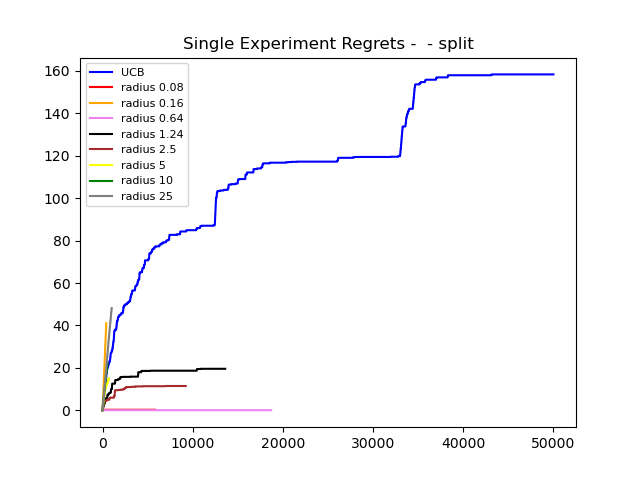 Single Experiment Regrets -  - split
160
140
120
100
80
60
40
20
0
UCB
radius 0.08
radius 0.16
radius 0.64
radius 1.24
radius 2.5
radius 5
radius 10
radius 25
0
10000
20000
30000
40000
50000